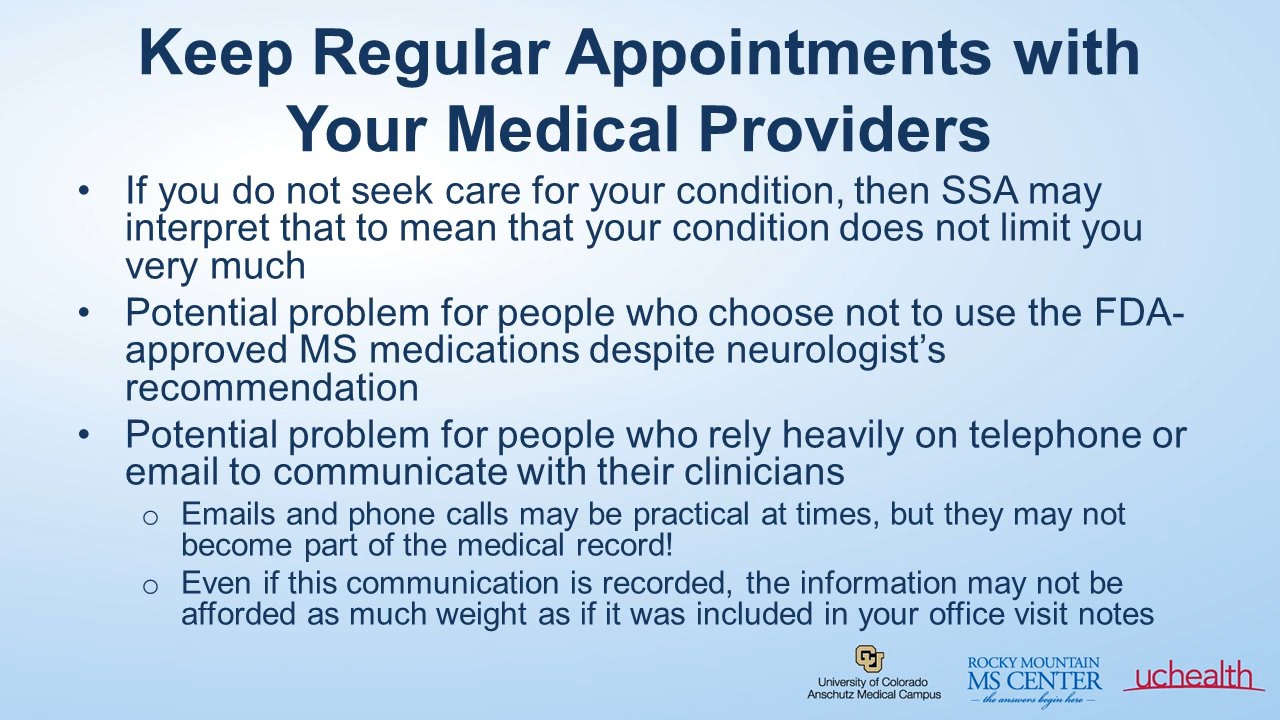 Keep Regular Appointments with
Your Medical Providers
• If you do not seek care for your condition, then SSA may
interpret that to mean that your condition does not limit you
very much
• Potential problem for people who choose not to use the FDA-
approved MS medications despite neurologist’s
recommendation
• Potential problem for people who rely heavily on telephone or
email to communicate with their clinicians
o Emails and phone calls may be practical at times, but they may not
become part of the medical record!
o Even if this communication is recorded, the information may not be
afforded as much weight as if it was included in your office visit notes
CU
University of Colorado
Anschutz Medical Campus
ROCKY MOUNTAIN
MS CENTER
— the answers begin here —
uchealth